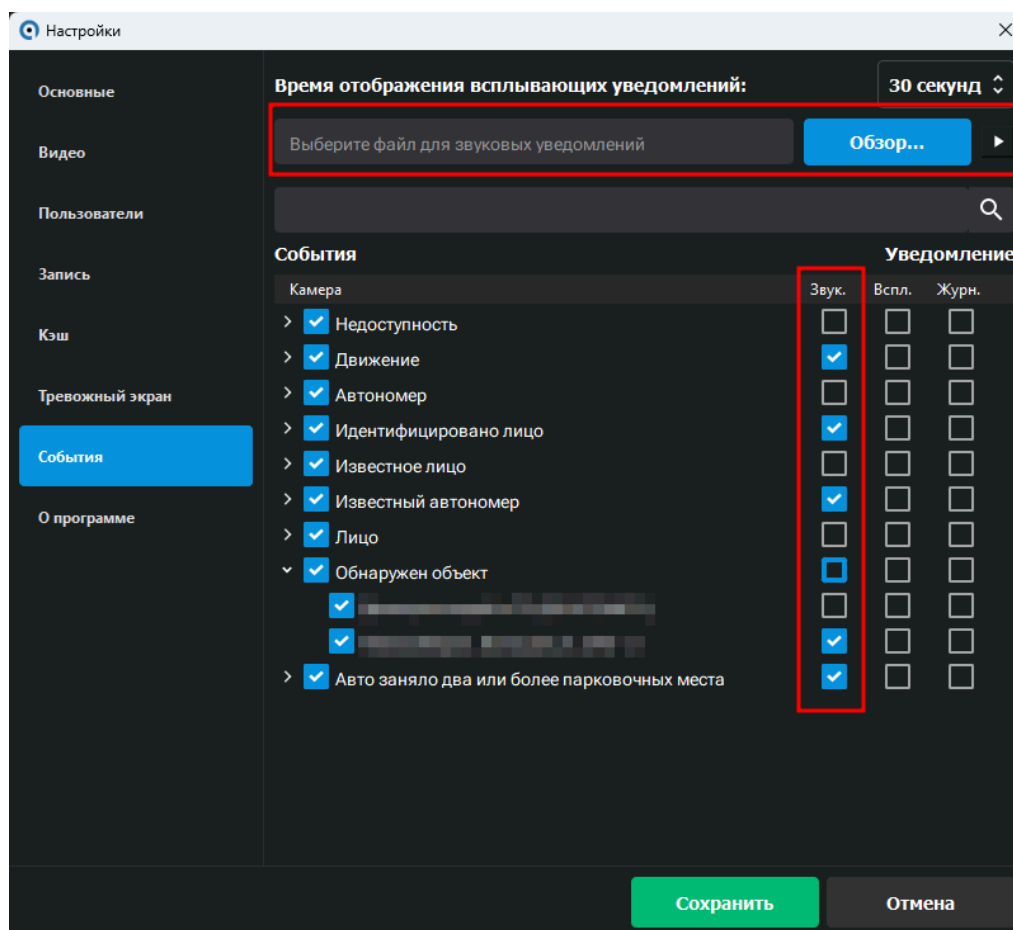 Настройки
Основные
Видео
Пользователи
Запись
Кэш
Тревожный экран
События
О программе
Время отображения всплывающих уведомлений: 30 секунд
Выберите файл для звуковых уведомлений Обзор...
События Уведомление
Камера Звук. Вспл. Журн.
Недоступность
Движение
Автономер
Идентифицировано лицо
Известное лицо
Известный автономер
Лицо
Обнаружен объект
Авто заняло два или более парковочных места
Сохранить Отмена